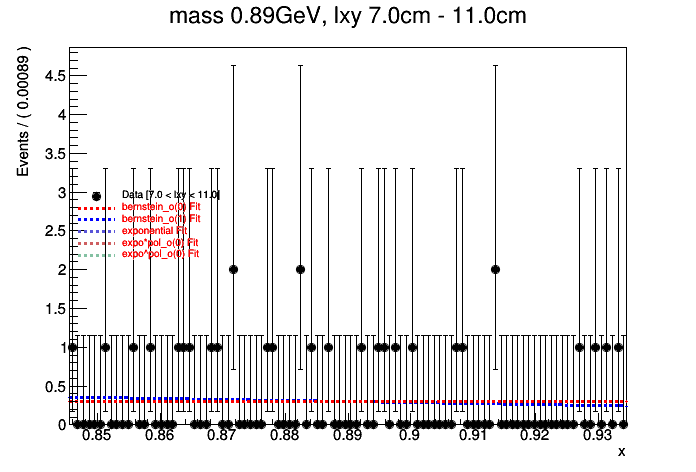 mass 0.89GeV, lxy 7.0cm - 11.0cm
Events / ( 0.00089 )
4.5
4
3.5
3
2.5
2
1.5
1
0.5
0
Data [7.0 < lxy < 11.0]
bernstein_o(0) Fit
bernstein_o(1) Fit
exponential Fit
expo*pol_o(0) Fit
expo^pol_o(0) Fit
0.85 0.86 0.87 0.88 0.89 0.9 0.91 0.92 0.93
x